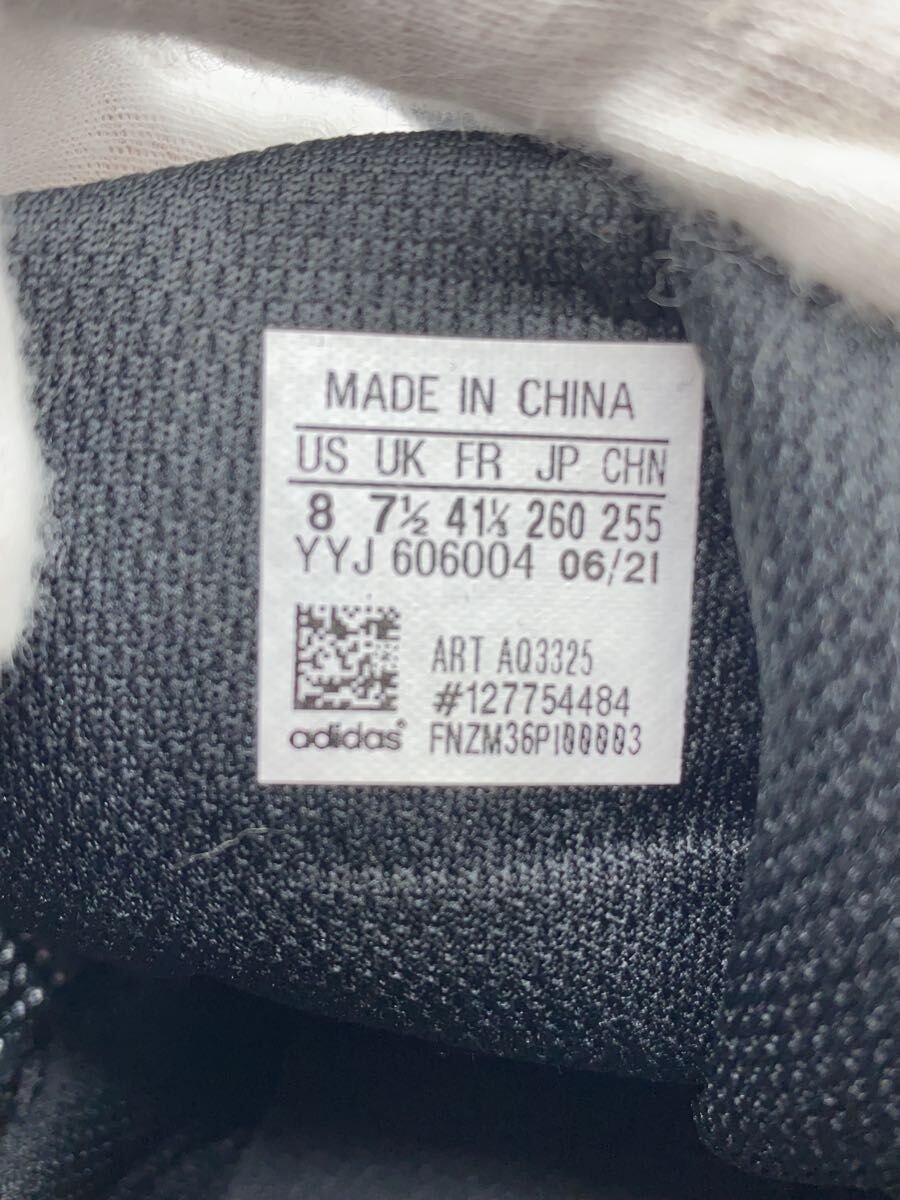 MADE IN CHINA
US UK FR JP CHN
8 7½ 41⅓ 260 255
YYJ 606004 06/21
ART AQ3325
#127754484
adidas® FNZM36PI00003